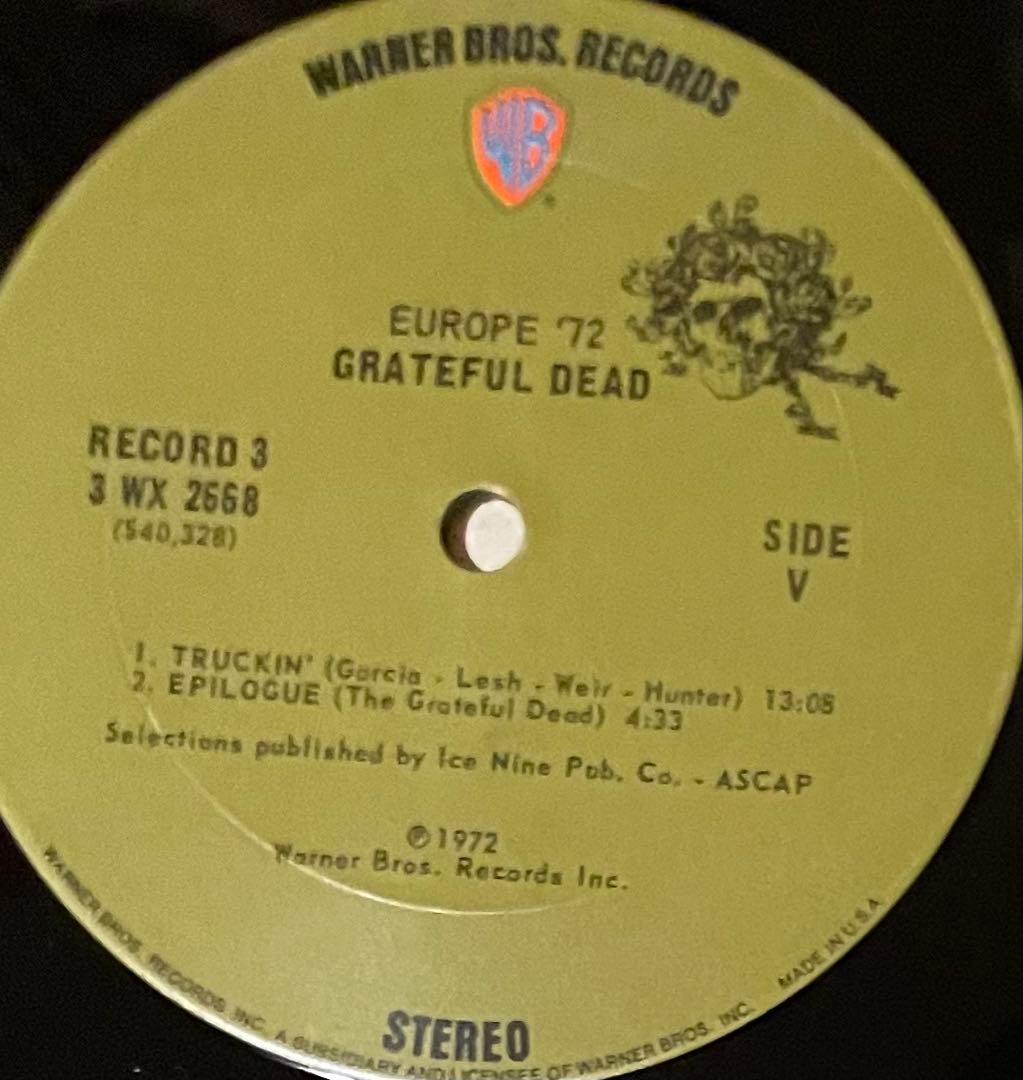 WARNER BROS. RECORDS
WB
EUROPE '72
GRATEFUL DEAD
RECORD 3
3 WX 2668
(S40,328)
SIDE
V
1. TRUCKIN' (Garcia - Lesh - Weir - Hunter) 13:08
2. EPILOGUE (The Grateful Dead) 4:33
Selections published by Ice Nine Pub. Co. - ASCAP
℗1972
Warner Bros. Records Inc.
STEREO
WARNER BROS. RECORDS INC. A SUBSIDIARY AND LICENSEE OF WARNER BROS. INC. MADE IN U.S.A.